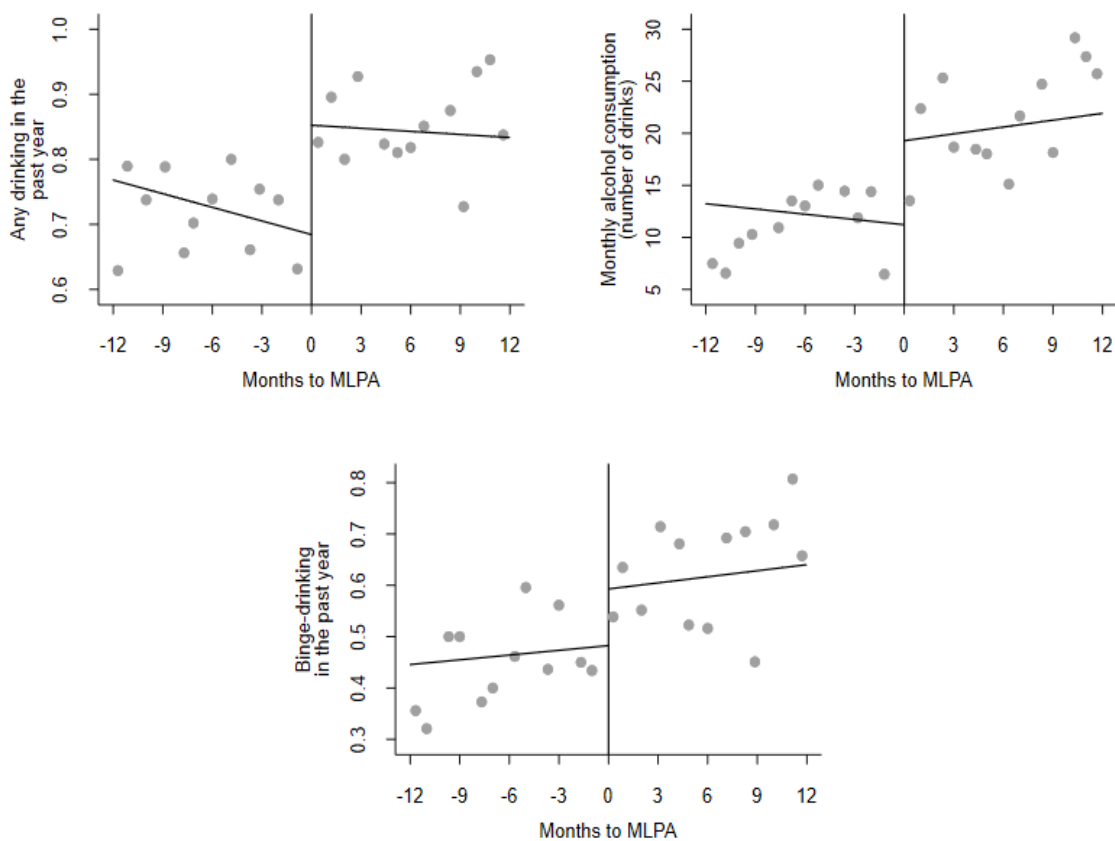 Any drinking in the
past year
1.0
0.9
0.8
0.7
0.6
-12 -9 -6 -3 0 3 6 9 12
Months to MLPA
Monthly alcohol consumption
(number of drinks)
30
25
20
15
10
5
-12 -9 -6 -3 0 3 6 9 12
Months to MLPA
Binge-drinking
in the past year
0.8
0.7
0.6
0.5
0.4
0.3
-12 -9 -6 -3 0 3 6 9 12
Months to MLPA